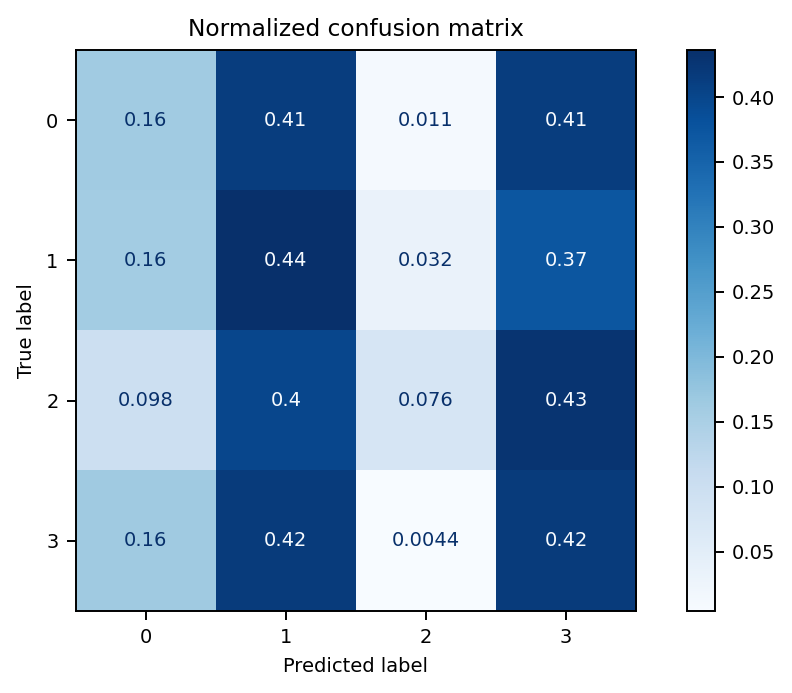 Normalized confusion matrix
0 0.16 0.41 0.011 0.41
1 0.16 0.44 0.032 0.37
2 0.098 0.4 0.076 0.43
3 0.16 0.42 0.0044 0.42
0 1 2 3
Predicted label
True label
0.40
0.35
0.30
0.25
0.20
0.15
0.10
0.05